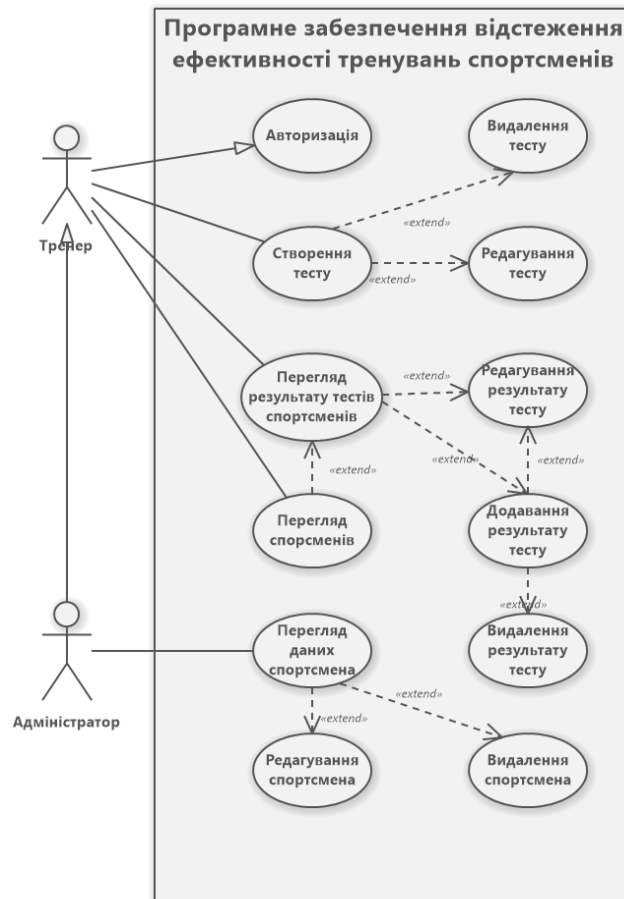 Програмне забезпечення відстеження
ефективності тренувань спортсменів
Авторизація
Видалення
тесту
«extend»
Тренер
Створення
тесту
«extend»
Редагування
тесту
Перегляд
результату тестів
спортсменів
«extend»
Редагування
результату
тесту
«extend»
«extend»
«extend»
Перегляд
спорсменів
Додавання
результату
тесту
«extend»
Перегляд
даних
спортсмена
Видалення
результату
тесту
Адміністратор
«extend»
«extend»
Редагування
спортсмена
Видалення
спортсмена